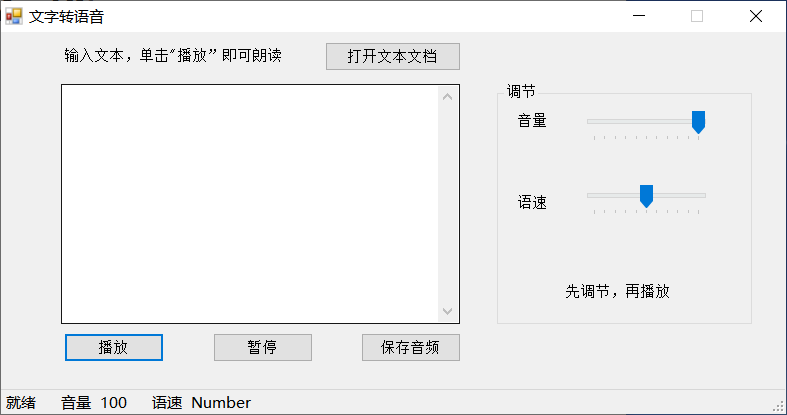 文字转语音
输入文本，单击"播放" 即可朗读
打开文本文档
调节
音量
语速
先调节，再播放
播放
暂停
保存音频
就绪 音量 100 语速 Number